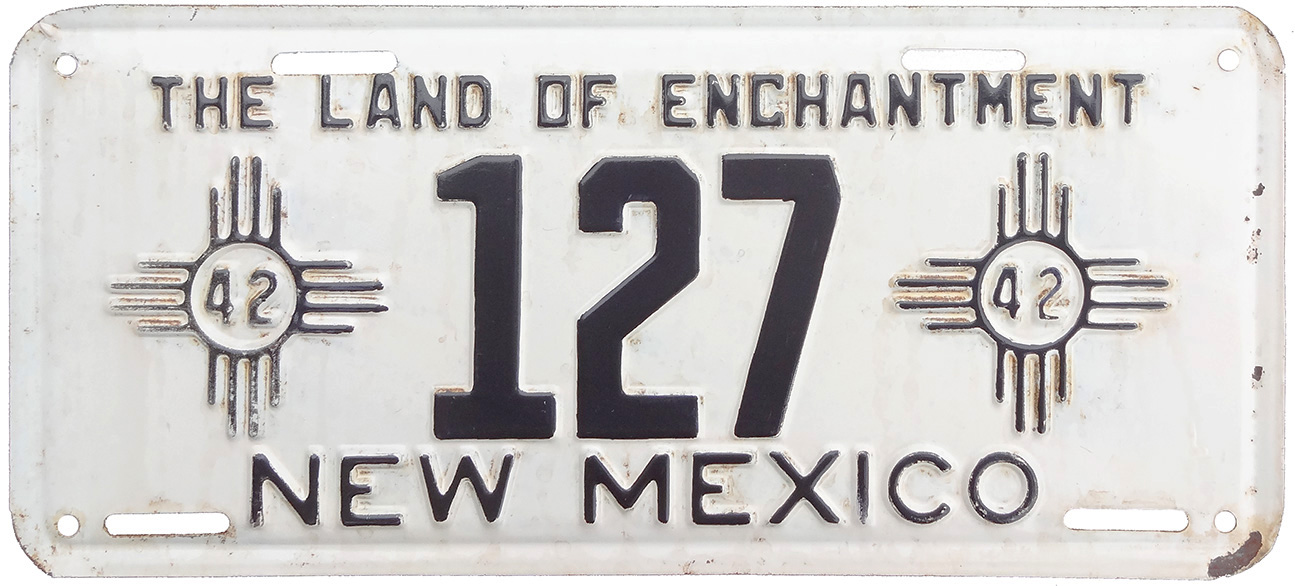 THE LAND OF ENCHANTMENT
42 127 42
NEW MEXICO